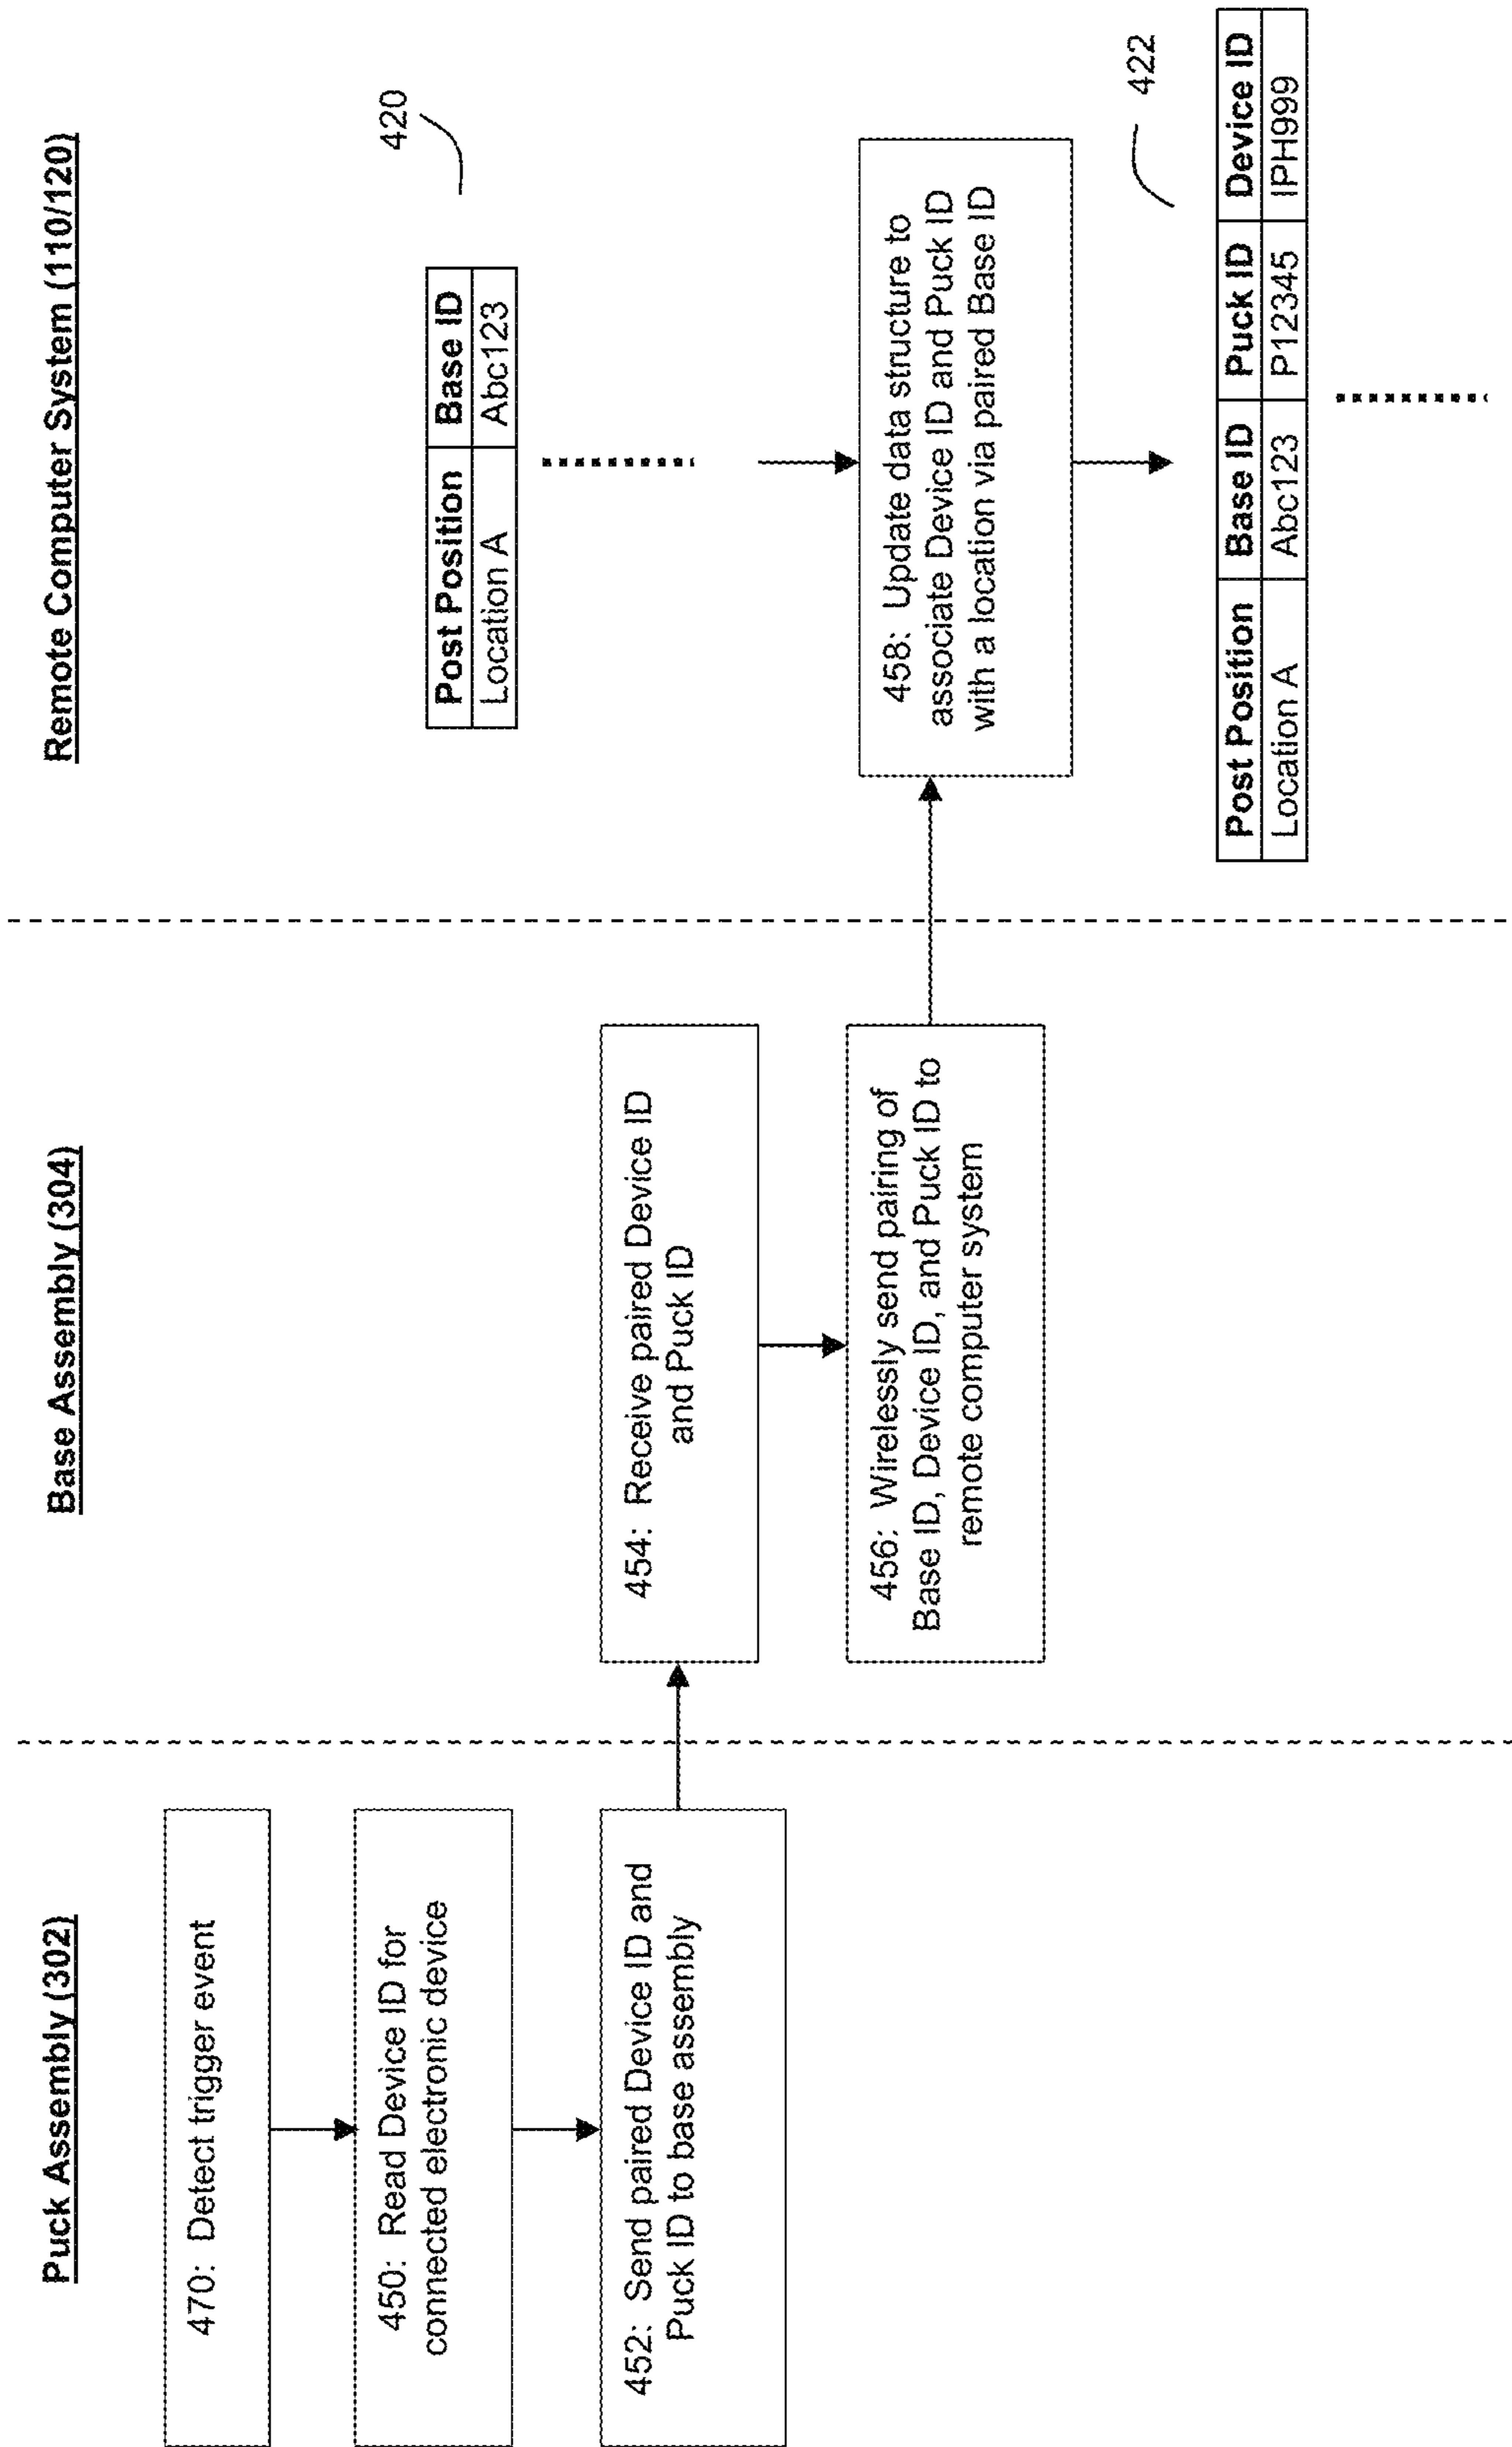 Puck Assembly (302)
470: Detect trigger event
450: Read Device ID for
connected electronic device
452: Send paired Device ID and
Puck ID to base assembly
Base Assembly (304)
454: Receive paired Device ID
and Puck ID
456: Wirelessly send pairing of
Base ID, Device ID, and Puck ID to
remote computer system
Remote Computer System (110/120)
420
Post Position Base ID
Location A Abc123
458: Update data structure to
associate Device ID and Puck ID
with a location via paired Base ID
422
Post Position Base ID Puck ID Device ID
Location A Abc123 P12345 IPH999